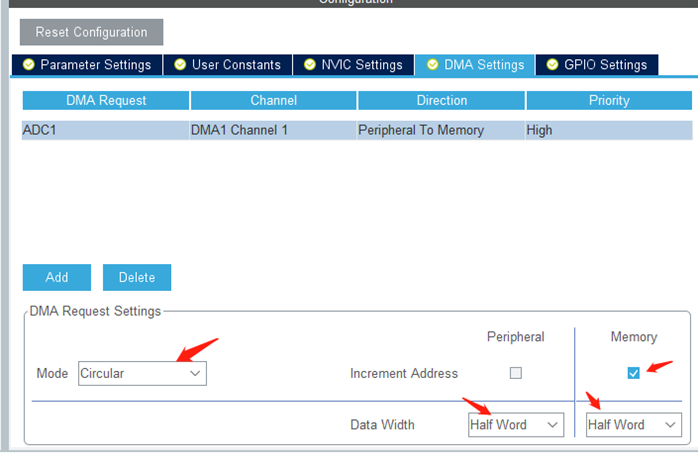 Configuration
Reset Configuration
Parameter Settings User Constants NVIC Settings DMA Settings GPIO Settings
DMA Request Channel Direction Priority
ADC1 DMA1 Channel 1 Peripheral To Memory High
Add Delete
DMA Request Settings
Peripheral Memory
Mode Circular Increment Address
Data Width Half Word Half Word